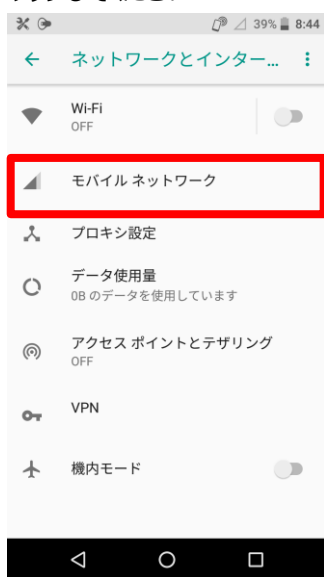 39% 8:44
ネットワークとインター...
Wi-Fi
OFF
モバイル ネットワーク
プロキシ設定
データ使用量
0B のデータを使用しています
アクセス ポイントとテザリング
OFF
VPN
機内モード